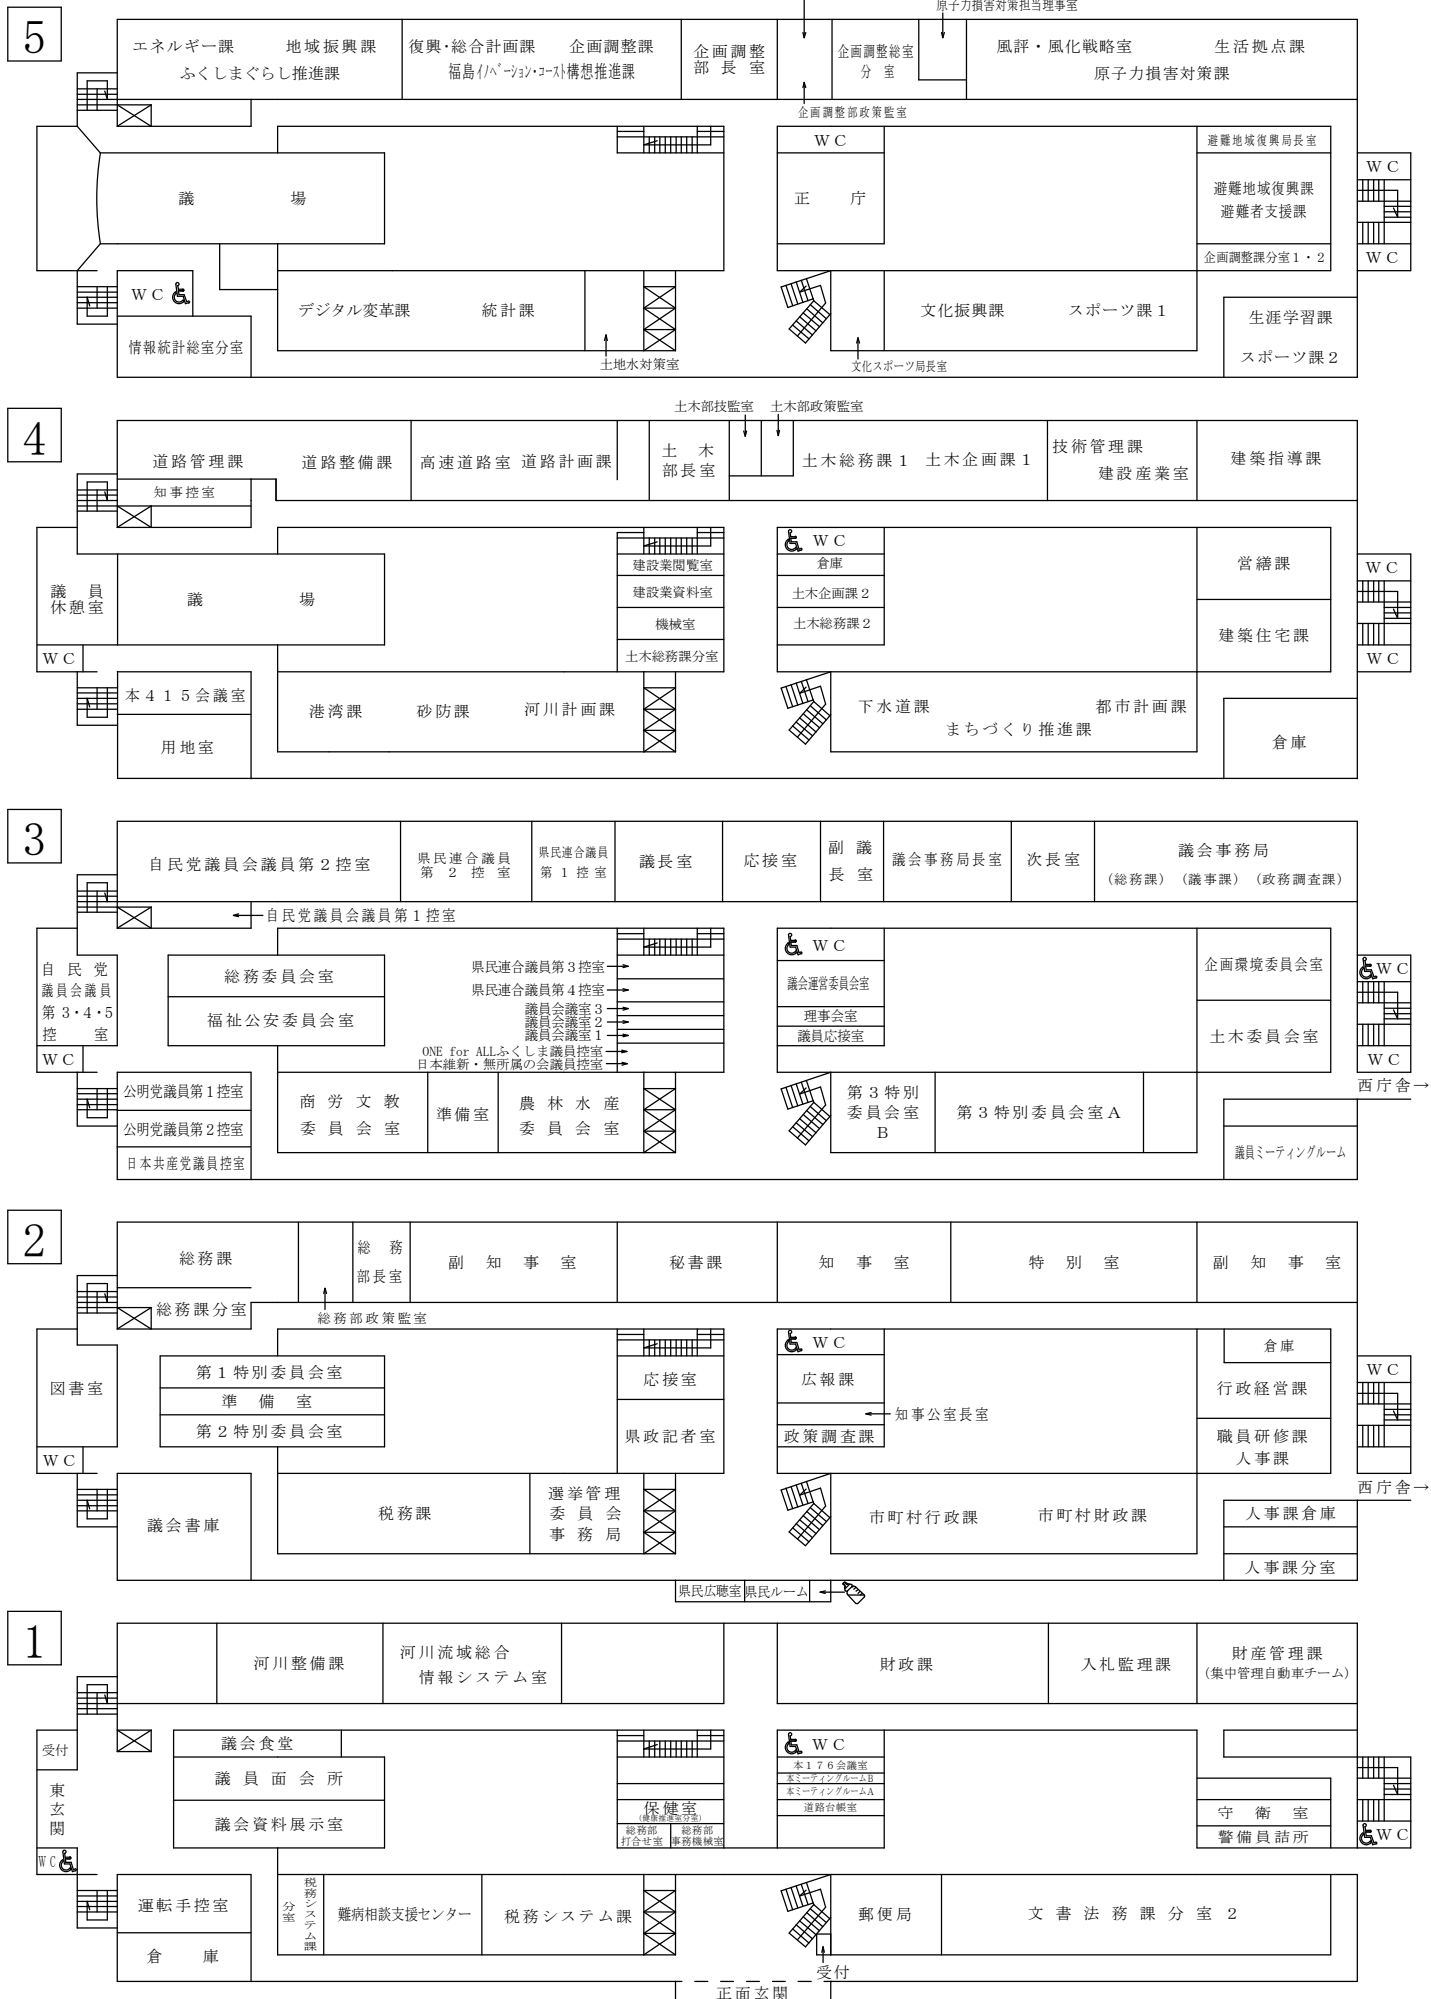 原子力損害対策担当理事室
5
エネルギー課　地域振興課
ふくしまぐらし推進課
復興・総合計画課　企画調整課
福島イノベーション・コースト構想推進課
企画調整
部長室
企画調整総室
分室
風評・風化戦略室　生活拠点課
原子力損害対策課
企画調整部政策監室
WC
避難地域復興局長室
WC
議場
正庁
避難地域復興課
避難者支援課
企画調整課分室1・2
WC
WC
デジタル変革課　統計課
文化振興課　スポーツ課1
生涯学習課
スポーツ課2
情報統計総室分室
土地水対策室
文化スポーツ局長室
土木部技監室　土木部政策監室
4
道路管理課　道路整備課
高速道路室　道路計画課
土木
部長室
土木総務課1　土木企画課1
技術管理課
建設産業室
建築指導課
知事控室
WC
建設業閲覧室
倉庫
営繕課
WC
議員
休憩室
議場
建設業資料室
土木企画課2
機械室
土木総務課2
建築住宅課
土木総務課分室
WC
WC
本415会議室
港湾課　砂防課　河川計画課
下水道課　都市計画課
まちづくり推進課
用地室
倉庫
3
自民党議員会議員第2控室
県民連合議員
第2控室
県民連合議員
第1控室
議長室
応接室
副議
長室
議会事務局長室
次長室
議会事務局
(総務課)(議事課)(政務調査課)
自民党議員会議員第1控室
WC
自民党
議員会議員
第3・4・5
控室
総務委員会室
福祉公安委員会室
県民連合議員第3控室
県民連合議員第4控室
議員会議室3
議員会議室2
議員会議室1
ONE for ALLふくしま議員控室
日本維新・無所属の会議員控室
議会運営委員会室
理事会室
議員応接室
企画環境委員会室
土木委員会室
WC
WC
WC
西庁舎→
公明党議員第1控室
公明党議員第2控室
日本共産党議員控室
商労文教
委員会室
準備室
農林水産
委員会室
第3特別
委員会室
B
第3特別委員会室A
議員ミーティングルーム
2
総務課
総務
部長室
副知事室
秘書課
知事室
特別室
副知事室
総務課分室
総務部政策監室
WC
倉庫
図書室
第1特別委員会室
準備室
第2特別委員会室
応接室
県政記者室
広報課
知事公室長室
政策調査課
行政経営課
職員研修課
人事課
WC
WC
西庁舎→
議会書庫
税務課
選挙管理
委員会
事務局
市町村行政課　市町村財政課
人事課倉庫
人事課分室
県民広聴室
県民ルーム
1
河川整備課
河川流域総合
情報システム室
財政課
入札監理課
財産管理課
(集中管理自動車チーム)
受付
議会食堂
WC
本176会議室
本ミーティングルームB
本ミーティングルームA
道路台帳室
東玄関
議員面会所
議会資料展示室
保健室
(健康推進室分室)
総務部
打合せ室
総務部
事務機械室
守衛室
警備員詰所
WC
WC
運転手控室
税務システム課
分室
難病相談支援センター
税務システム課
郵便局
文書法務課分室2
倉庫
受付
正面玄関